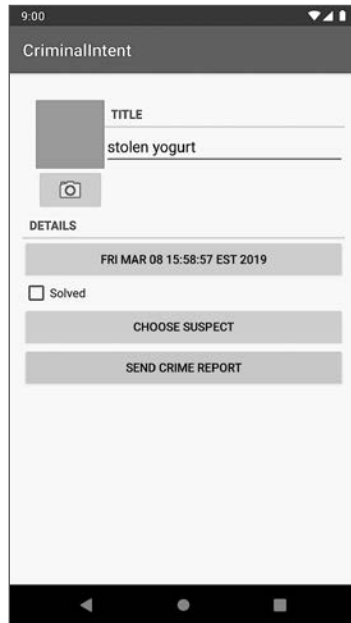 9:00
CriminalIntent
TITLE
stolen yogurt
DETAILS
FRI MAR 08 15:58:57 EST 2019
Solved
CHOOSE SUSPECT
SEND CRIME REPORT